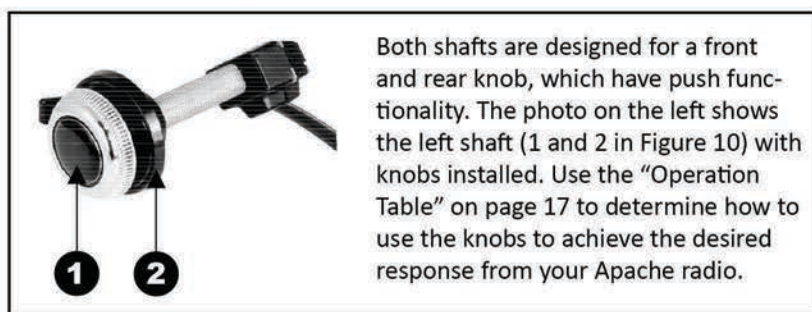 Both shafts are designed for a front
and rear knob, which have push func-
tionality. The photo on the left shows
the left shaft (1 and 2 in Figure 10) with
knobs installed. Use the “Operation
Table” on page 17 to determine how to
use the knobs to achieve the desired
response from your Apache radio.
1 2